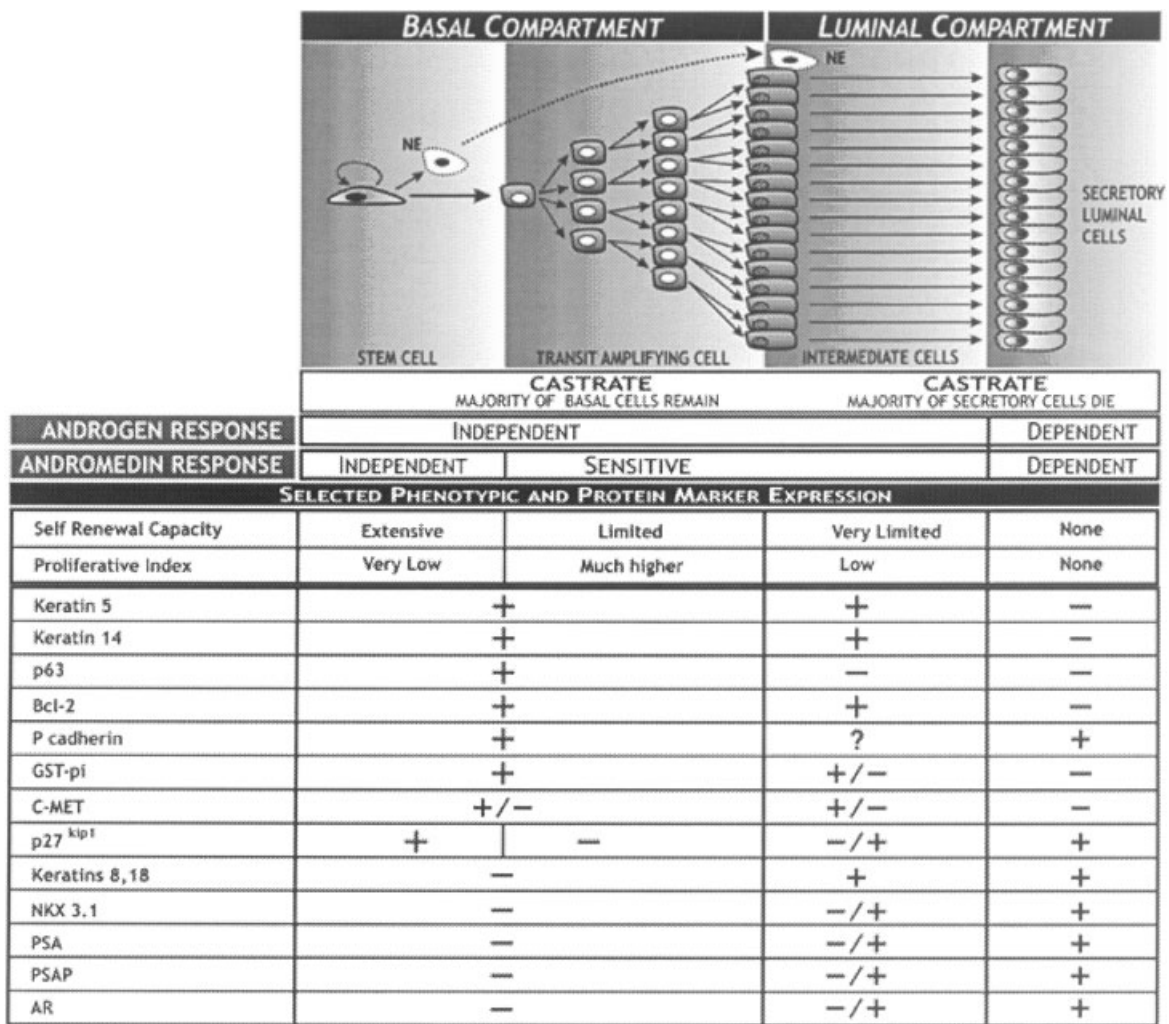 BASAL COMPARTMENT LUMINAL COMPARTMENT
NE
NE
SECRETORY
LUMINAL
CELLS
STEM CELL TRANSIT AMPLIFYING CELL INTERMEDIATE CELLS
CASTRATE CASTRATE
MAJORITY OF BASAL CELLS REMAIN MAJORITY OF SECRETORY CELLS DIE
ANDROGEN RESPONSE INDEPENDENT DEPENDENT
ANDROMEDIN RESPONSE INDEPENDENT SENSITIVE DEPENDENT
SELECTED PHENOTYPIC AND PROTEIN MARKER EXPRESSION
Self Renewal Capacity Extensive Limited Very Limited None
Proliferative Index Very Low Much higher Low None
Keratin 5 + + −
Keratin 14 + + −
p63 + − −
Bcl-2 + + −
P cadherin + ? +
GST-pi + +/− −
C-MET +/− +/− −
p27 kip1 + − −/+ +
Keratins 8,18 − + +
NKX 3.1 − −/+ +
PSA − −/+ +
PSAP − −/+ +
AR − −/+ +